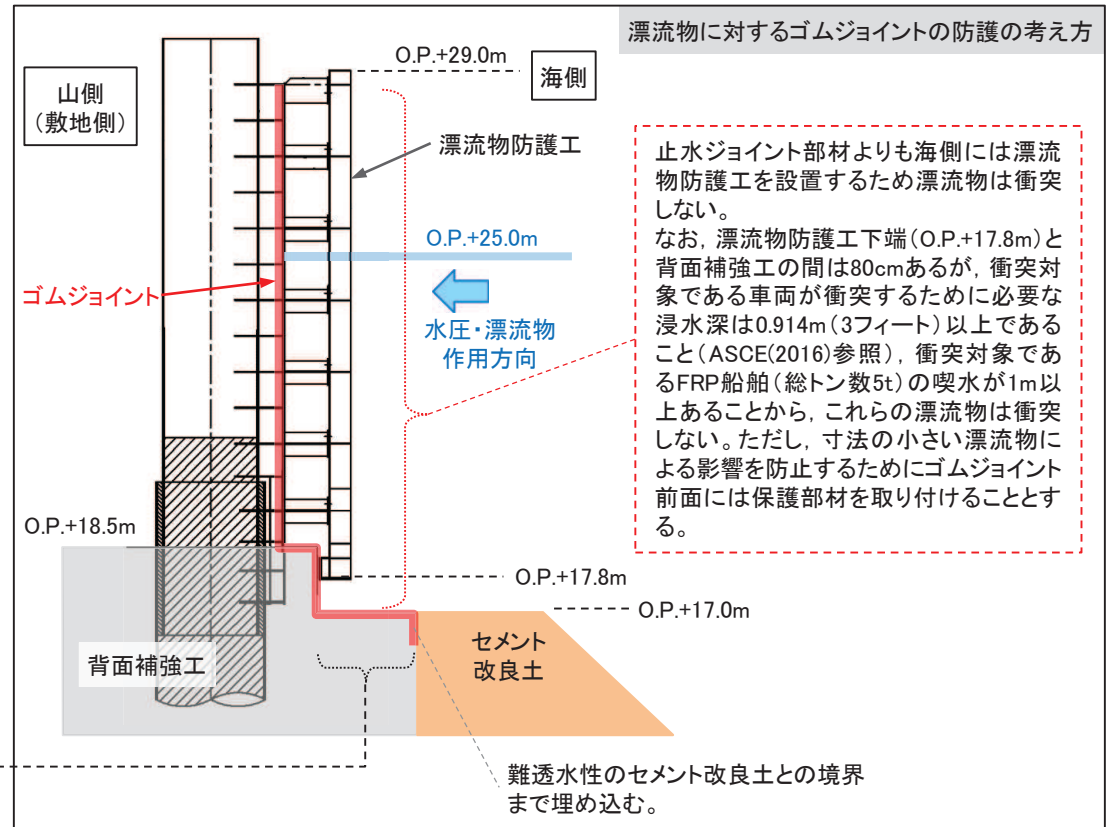 漂流物に対するゴムジョイントの防護の考え方
O.P.+29.0m
山側
(敷地側)
海側
漂流物防護工
止水ジョイント部材よりも海側には漂流
物防護工を設置するため漂流物は衝突
しない。
なお,漂流物防護工下端(O.P.+17.8m)と
背面補強工の間は80cmあるが,衝突対
象である車両が衝突するために必要な
浸水深は0.914m(3フィート)以上である
こと(ASCE(2016)参照),衝突対象であ
るFRP船舶(総トン数5t)の喫水が1m以
上あることから,これらの漂流物は衝突
しない。ただし,寸法の小さい漂流物に
よる影響を防止するためにゴムジョイント
前面には保護部材を取り付けることとす
る。
O.P.+25.0m
ゴムジョイント
水圧・漂流物
作用方向
O.P.+18.5m
O.P.+17.8m
O.P.+17.0m
セメント
改良土
背面補強工
難透水性のセメント改良土との境界
まで埋め込む。